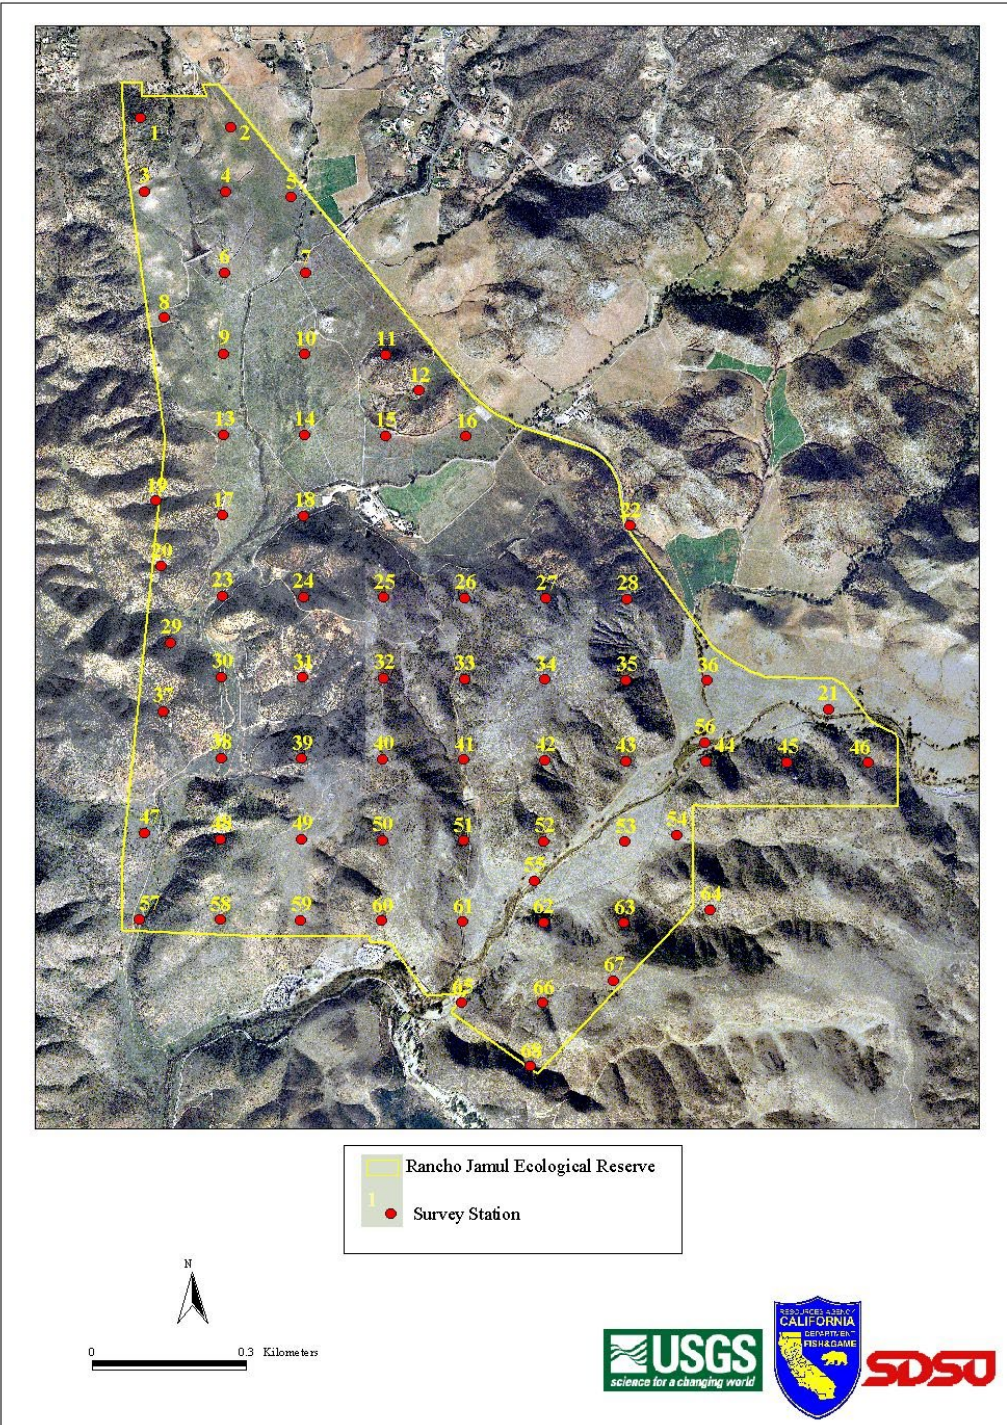 1 2
3 4 5
6 7
8
9 10 11
12
13 14 15 16
19 17 18
22
20
23 24 25 26 27 28
29
30 31 32 33 34 35 36
37 21
38 39 40 41 42 43 56 44 45 46
47 48 49 50 51 52 53 54
55
57 58 59 60 61 62 63 64
67
65 66
68
Rancho Jamul Ecological Reserve
1
Survey Station
N
0 0.3 Kilometers
USGS
science for a changing world
RESOURCES AGENCY
CALIFORNIA
DEPARTMENT
FISH&GAME
SDSU